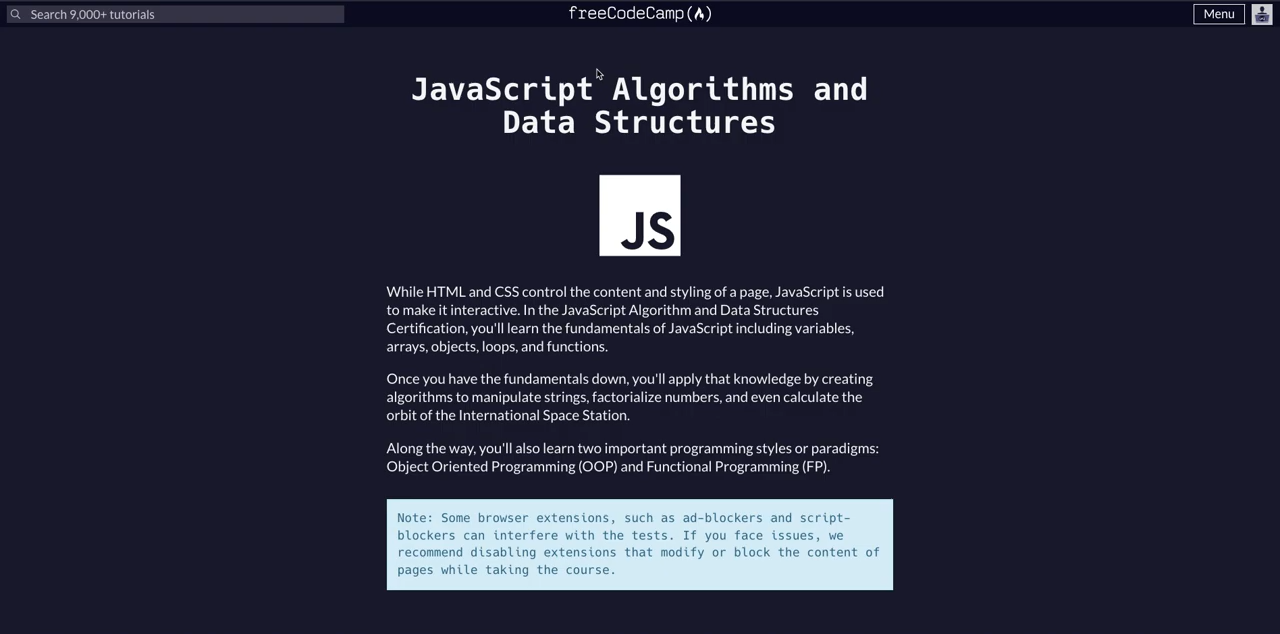 Search 9,000+ tutorials
freeCodeCamp(🔥)
Menu
JavaScript Algorithms and
Data Structures
JS
While HTML and CSS control the content and styling of a page, JavaScript is used
to make it interactive. In the JavaScript Algorithm and Data Structures
Certification, you'll learn the fundamentals of JavaScript including variables,
arrays, objects, loops, and functions.
Once you have the fundamentals down, you'll apply that knowledge by creating
algorithms to manipulate strings, factorialize numbers, and even calculate the
orbit of the International Space Station.
Along the way, you'll also learn two important programming styles or paradigms:
Object Oriented Programming (OOP) and Functional Programming (FP).
Note: Some browser extensions, such as ad-blockers and script-
blockers can interfere with the tests. If you face issues, we
recommend disabling extensions that modify or block the content of
pages while taking the course.